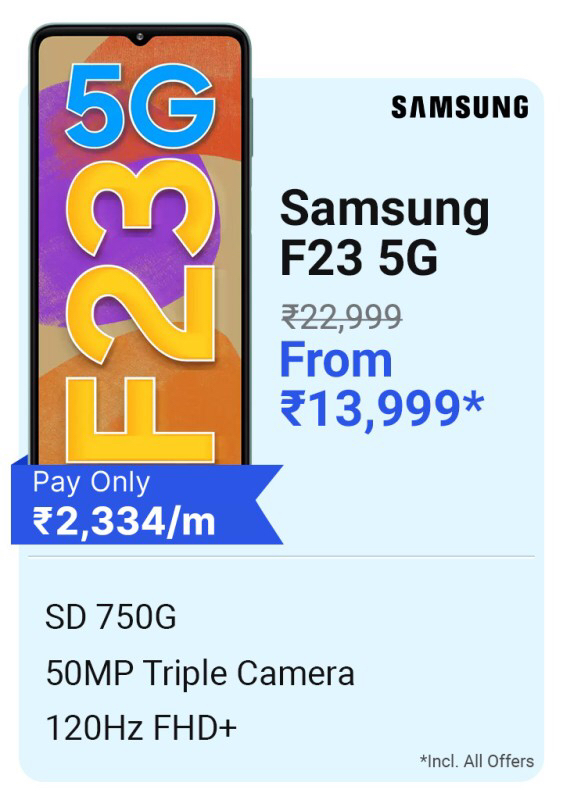 5G
F23
SAMSUNG
Samsung
F23 5G
₹22,999
From
₹13,999*
Pay Only
₹2,334/m
SD 750G
50MP Triple Camera
120Hz FHD+
*Incl. All Offers